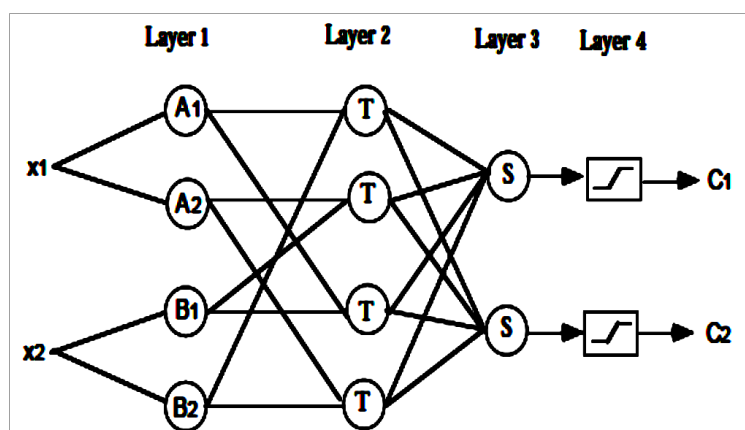 Layer 1 Layer 2 Layer 3 Layer 4
A1 T
x1 S C1
A2 T
B1 T
x2 S C2
B2 T